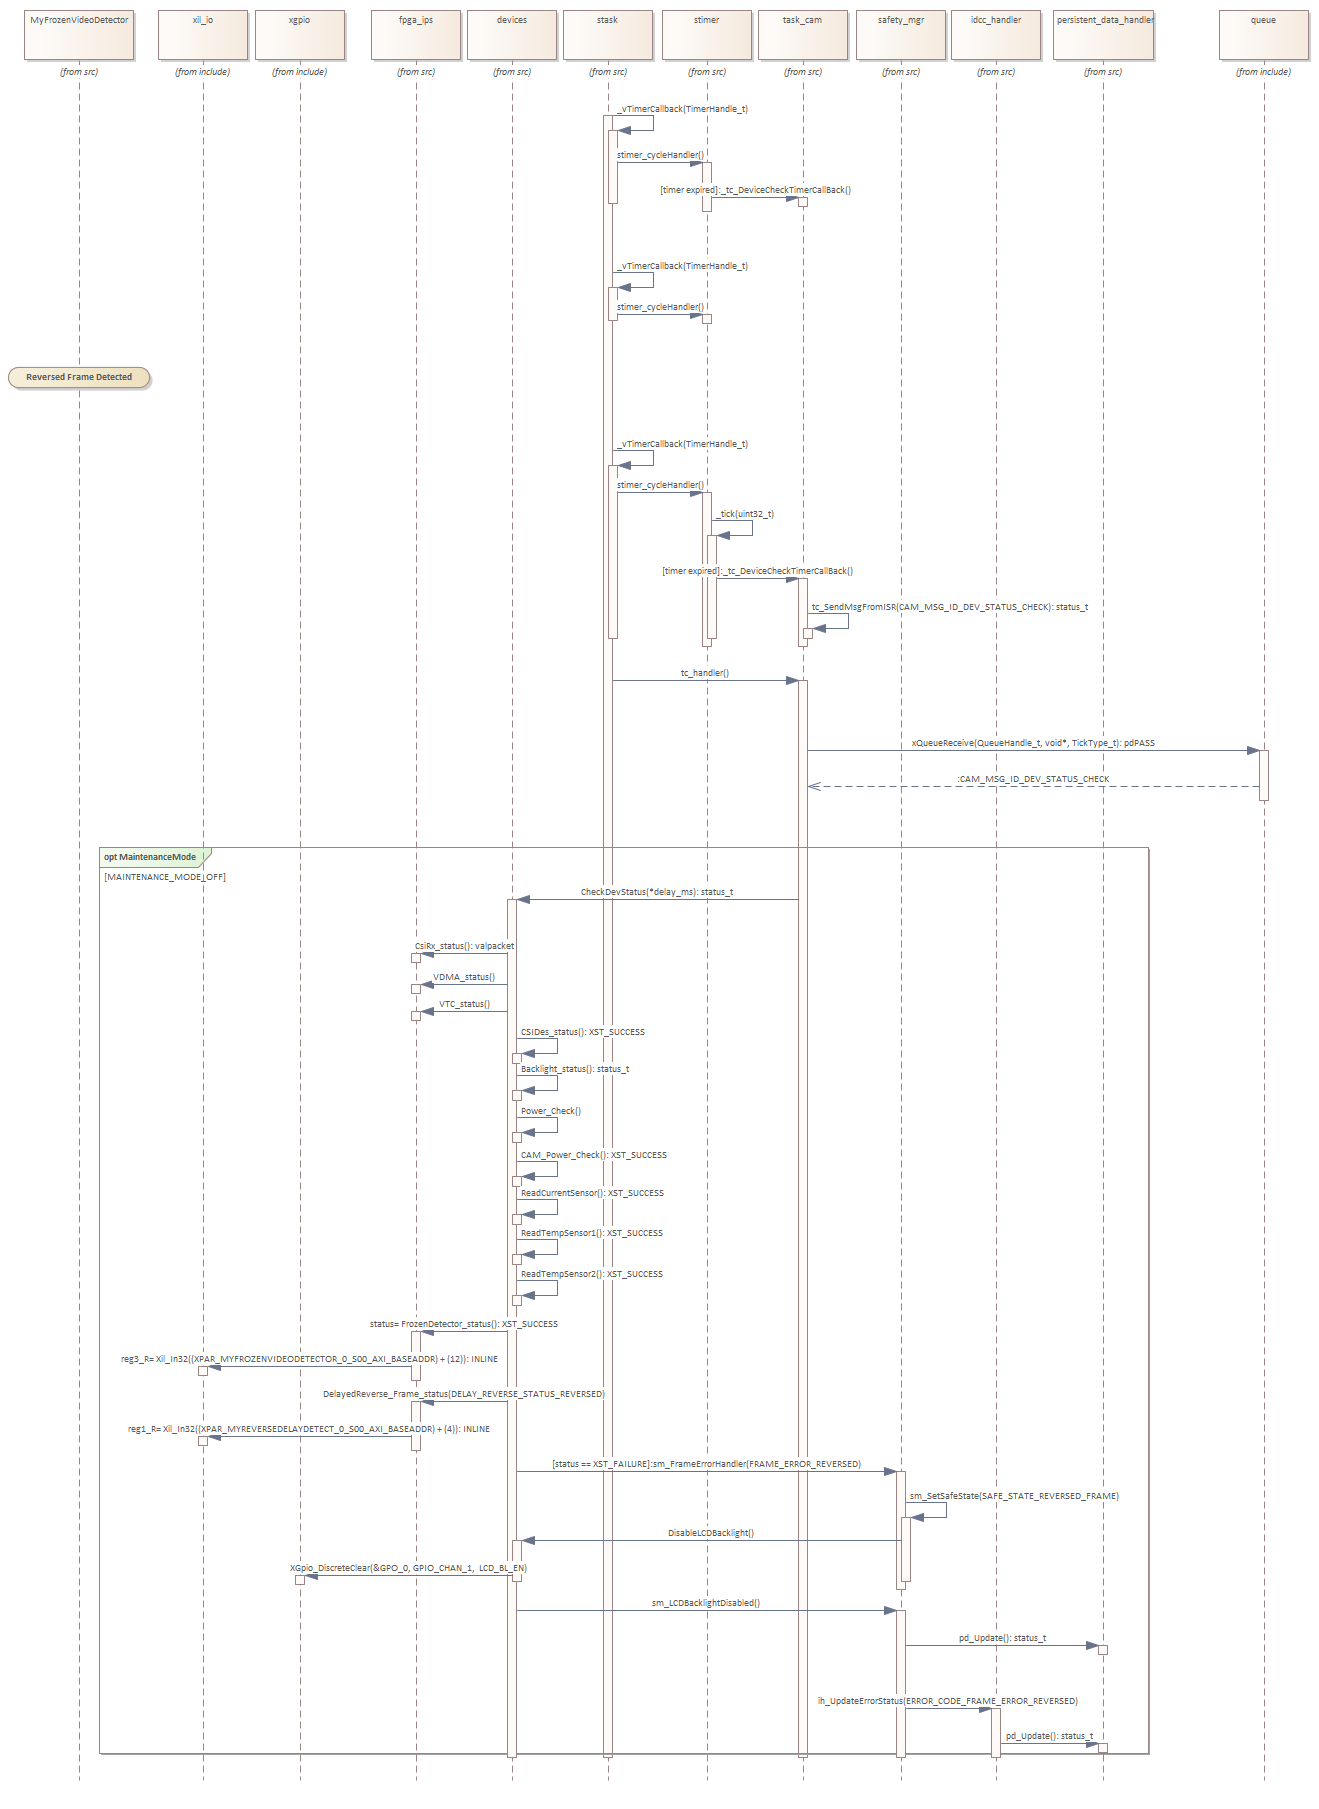 MyFrozenVideoDetector
xil_io
xgpio
fpga_ips
devices
stask
stimer
task_cam
safety_mgr
idcc_handler
persistent_data_handler
queue
(from src)
(from include)
(from include)
(from src)
(from src)
(from src)
(from src)
(from src)
(from src)
(from src)
(from src)
(from include)
_vTimerCallback(TimerHandle_t)
stimer_cycleHandler()
[timer expired]:_tc_DeviceCheckTimerCallBack()
_vTimerCallback(TimerHandle_t)
stimer_cycleHandler()
Reversed Frame Detected
_vTimerCallback(TimerHandle_t)
stimer_cycleHandler()
_tick(uint32_t)
[timer expired]:_tc_DeviceCheckTimerCallBack()
tc_SendMsgFromISR(CAM_MSG_ID_DEV_STATUS_CHECK): status_t
tc_handler()
xQueueReceive(QueueHandle_t, void*, TickType_t): pdPASS
:CAM_MSG_ID_DEV_STATUS_CHECK
opt MaintenanceMode
[MAINTENANCE_MODE_OFF]
CheckDevStatus(*delay_ms): status_t
CsiRx_status(): valpacket
VDMA_status()
VTC_status()
CSIDes_status(): XST_SUCCESS
Backlight_status(): status_t
Power_Check()
CAM_Power_Check(): XST_SUCCESS
ReadCurrentSensor(): XST_SUCCESS
ReadTempSensor1(): XST_SUCCESS
ReadTempSensor2(): XST_SUCCESS
status= FrozenDetector_status(): XST_SUCCESS
reg3_R= Xil_In32((XPAR_MYFROZENVIDEODETECTOR_0_S00_AXI_BASEADDR) + (12)): INLINE
DelayedReverse_Frame_status(DELAY_REVERSE_STATUS_REVERSED)
reg1_R= Xil_In32((XPAR_MYREVERSEDELAYDETECT_0_S00_AXI_BASEADDR) + (4)): INLINE
[status == XST_FAILURE]:sm_FrameErrorHandler(FRAME_ERROR_REVERSED)
sm_SetSafeState(SAFE_STATE_REVERSED_FRAME)
DisableLCDBacklight()
XGpio_DiscreteClear(&GPO_0, GPIO_CHAN_1, LCD_BL_EN)
sm_LCDBacklightDisabled()
pd_Update(): status_t
ih_UpdateErrorStatus(ERROR_CODE_FRAME_ERROR_REVERSED)
pd_Update(): status_t